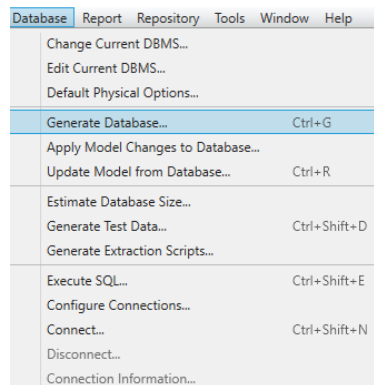 Database Report Repository Tools Window Help
Change Current DBMS...
Edit Current DBMS...
Default Physical Options...
Generate Database... Ctrl+G
Apply Model Changes to Database...
Update Model from Database... Ctrl+R
Estimate Database Size...
Generate Test Data... Ctrl+Shift+D
Generate Extraction Scripts...
Execute SQL... Ctrl+Shift+E
Configure Connections...
Connect... Ctrl+Shift+N
Disconnect...
Connection Information...